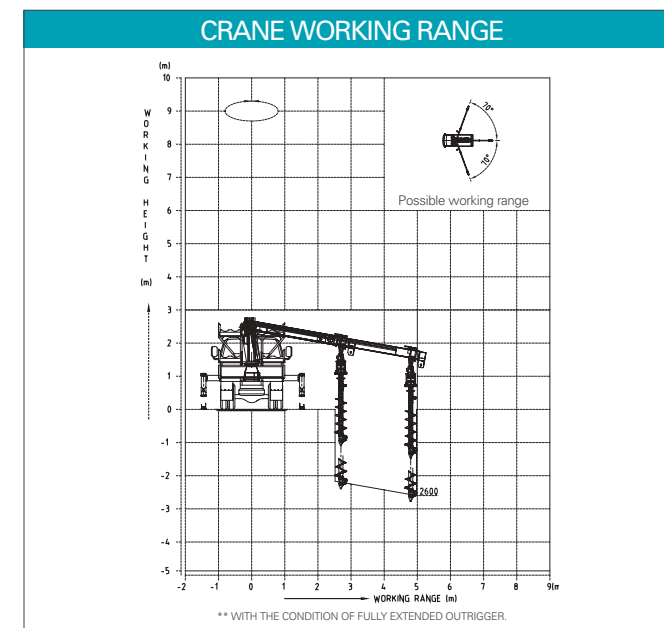 CRANE WORKING RANGE
(m)
10
9
8
7
6
5
4
3
2
1
0
-1
-2
-3
-4
-5
WORKING HEIGHT
(m)
70°
70°
Possible working range
2600
-2 -1 0 1 2 3 4 5 6 7 8 9(m
WORKING RANGE (m)
** WITH THE CONDITION OF FULLY EXTENDED OUTRIGGER.